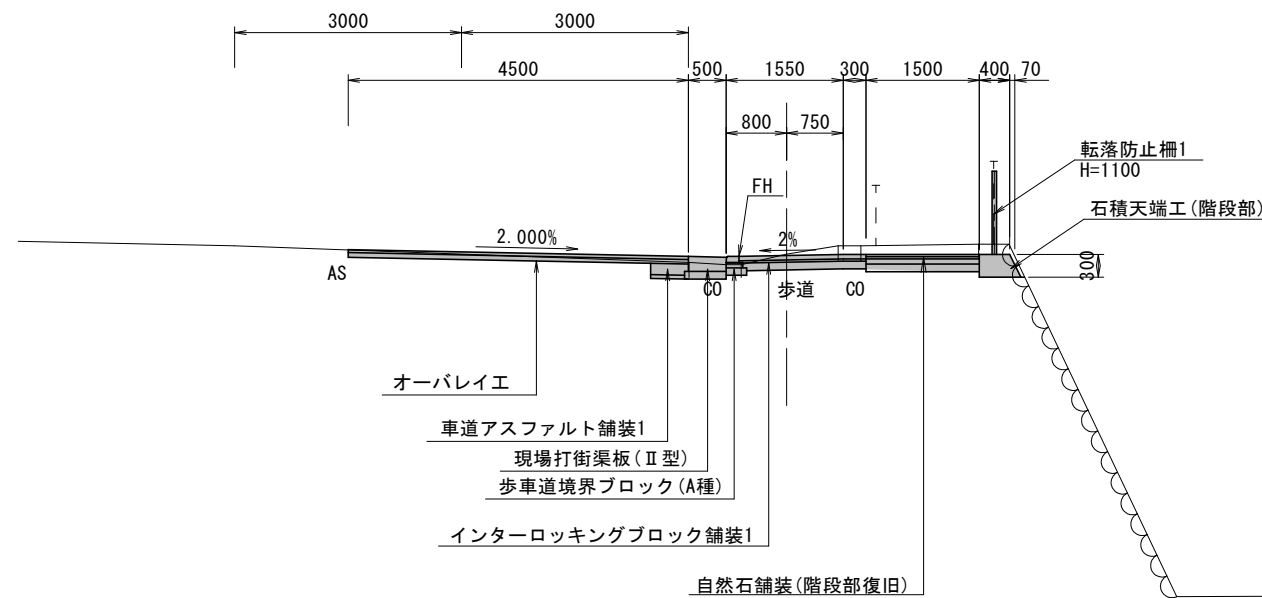 3000
3000
4500
500
1550
300
1500
400
70
800
750
転落防止柵1
H=1100
FH
石積天端工(階段部)
2.000%
2%
300
AS
CO
歩道
CO
オーバレイエ
車道アスファルト舗装1
現場打街渠板(Ⅱ型)
歩車道境界ブロック(A種)
インターロッキングブロック舗装1
自然石舗装(階段部復旧)